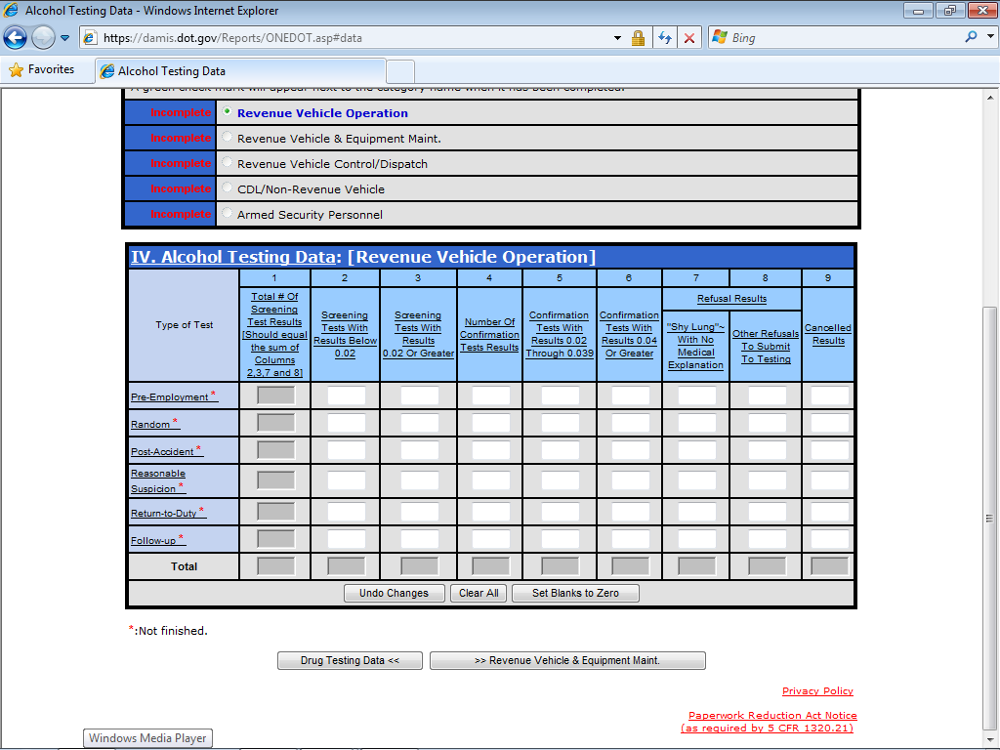 Alcohol Testing Data - Windows Internet Explorer
https://damis.dot.gov/Reports/ONEDOT.asp#data
Bing
Favorites
Alcohol Testing Data
A green check mark will appear next to the category name when it has been completed.
Incomplete Revenue Vehicle Operation
Incomplete Revenue Vehicle & Equipment Maint.
Incomplete Revenue Vehicle Control/Dispatch
Incomplete CDL/Non-Revenue Vehicle
Incomplete Armed Security Personnel
IV. Alcohol Testing Data: [Revenue Vehicle Operation]
Type of Test
1 2 3 4 5 6 7 8 9
Total # Of
Screening
Test Results
[Should equal
the sum of
Columns
2,3,7 and 8]
Screening
Tests With
Results Below
0.02
Screening
Tests With
Results
0.02 Or Greater
Number Of
Confirmation
Tests Results
Confirmation
Tests With
Results 0.02
Through 0.039
Confirmation
Tests With
Results 0.04
Or Greater
Refusal Results
"Shy Lung"~
With No
Medical
Explanation
Other Refusals
To Submit
To Testing
Cancelled
Results
Pre-Employment *
Random *
Post-Accident *
Reasonable
Suspicion *
Return-to-Duty *
Follow-up *
Total
Undo Changes Clear All Set Blanks to Zero
*:Not finished.
Drug Testing Data << >> Revenue Vehicle & Equipment Maint.
Privacy Policy
Paperwork Reduction Act Notice
(as required by 5 CFR 1320.21)
Windows Media Player